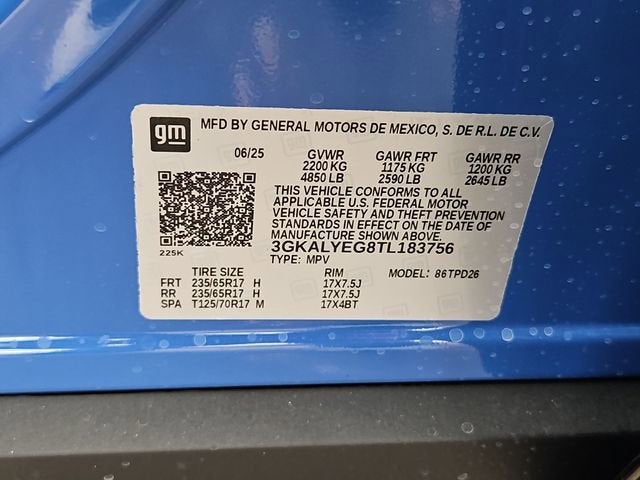 gm MFD BY GENERAL MOTORS DE MEXICO, S. DE R.L. DE C.V.
06/25 GVWR GAWR FRT GAWR RR
2200 KG 1175 KG 1200 KG
4850 LB 2590 LB 2645 LB
THIS VEHICLE CONFORMS TO ALL
APPLICABLE U.S. FEDERAL MOTOR
VEHICLE SAFETY AND THEFT PREVENTION
STANDARDS IN EFFECT ON THE DATE OF
MANUFACTURE SHOWN ABOVE.
3GKALYEG8TL183756
225K
TYPE: MPV
TIRE SIZE RIM MODEL: 86TPD26
FRT 235/65R17 H 17X7.5J
RR 235/65R17 H 17X7.5J
SPA T125/70R17 M 17X4BT